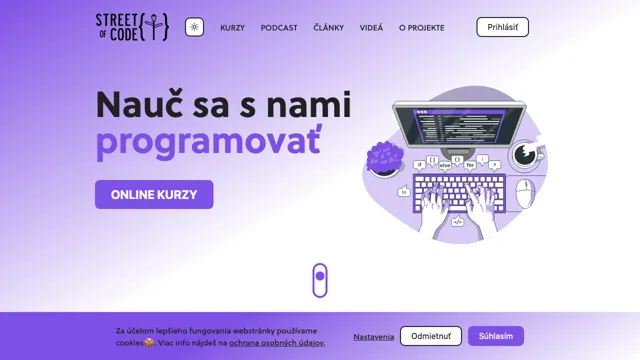 STREET
OF CODE
KURZY PODCAST ČLÁNKY VIDEÁ O PROJEKTE
Prihlásiť
Nauč sa s nami
programovať
ONLINE KURZY
if { } else {} for ; =
</>
Za účelom lepšieho fungovania webstránky používame
cookies🍪. Viac info nájdeš na ochrana osobných údajov.
Nastavenia
Odmietnuť
Súhlasím